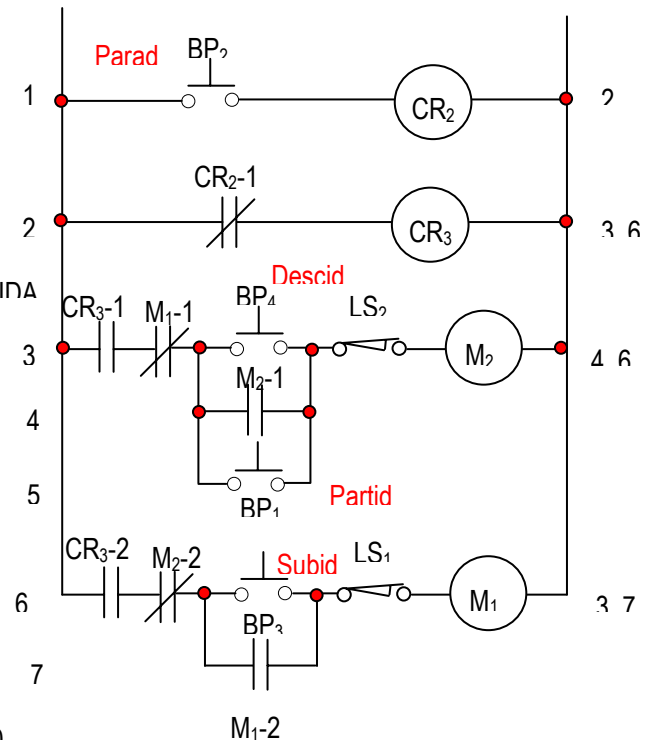 Parad BP₂
1 CR₂ 2
CR₂-1
2 CR₃ 3 6
Descid
IDA CR₃-1 M₁-1 BP₄ LS₂
3 M₂ 4 6
M₂-1
4
5 BP₁ Partid
CR₃-2 M₂-2 Subid LS₁
6 M₁ 3 7
BP₃
7
M₁-2